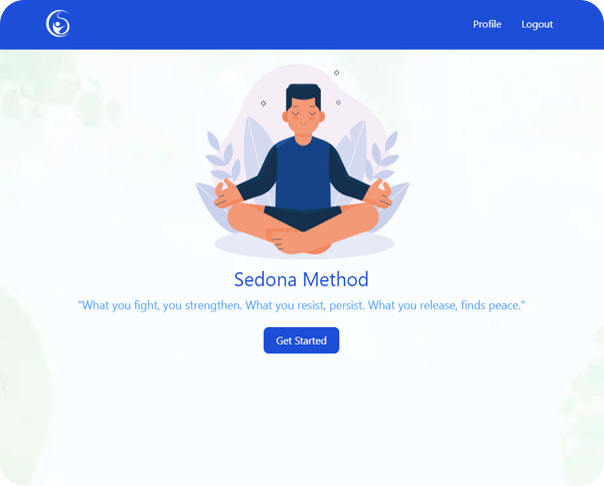 Profile Logout
Sedona Method
"What you fight, you strengthen. What you resist, persist. What you release, finds peace."
Get Started